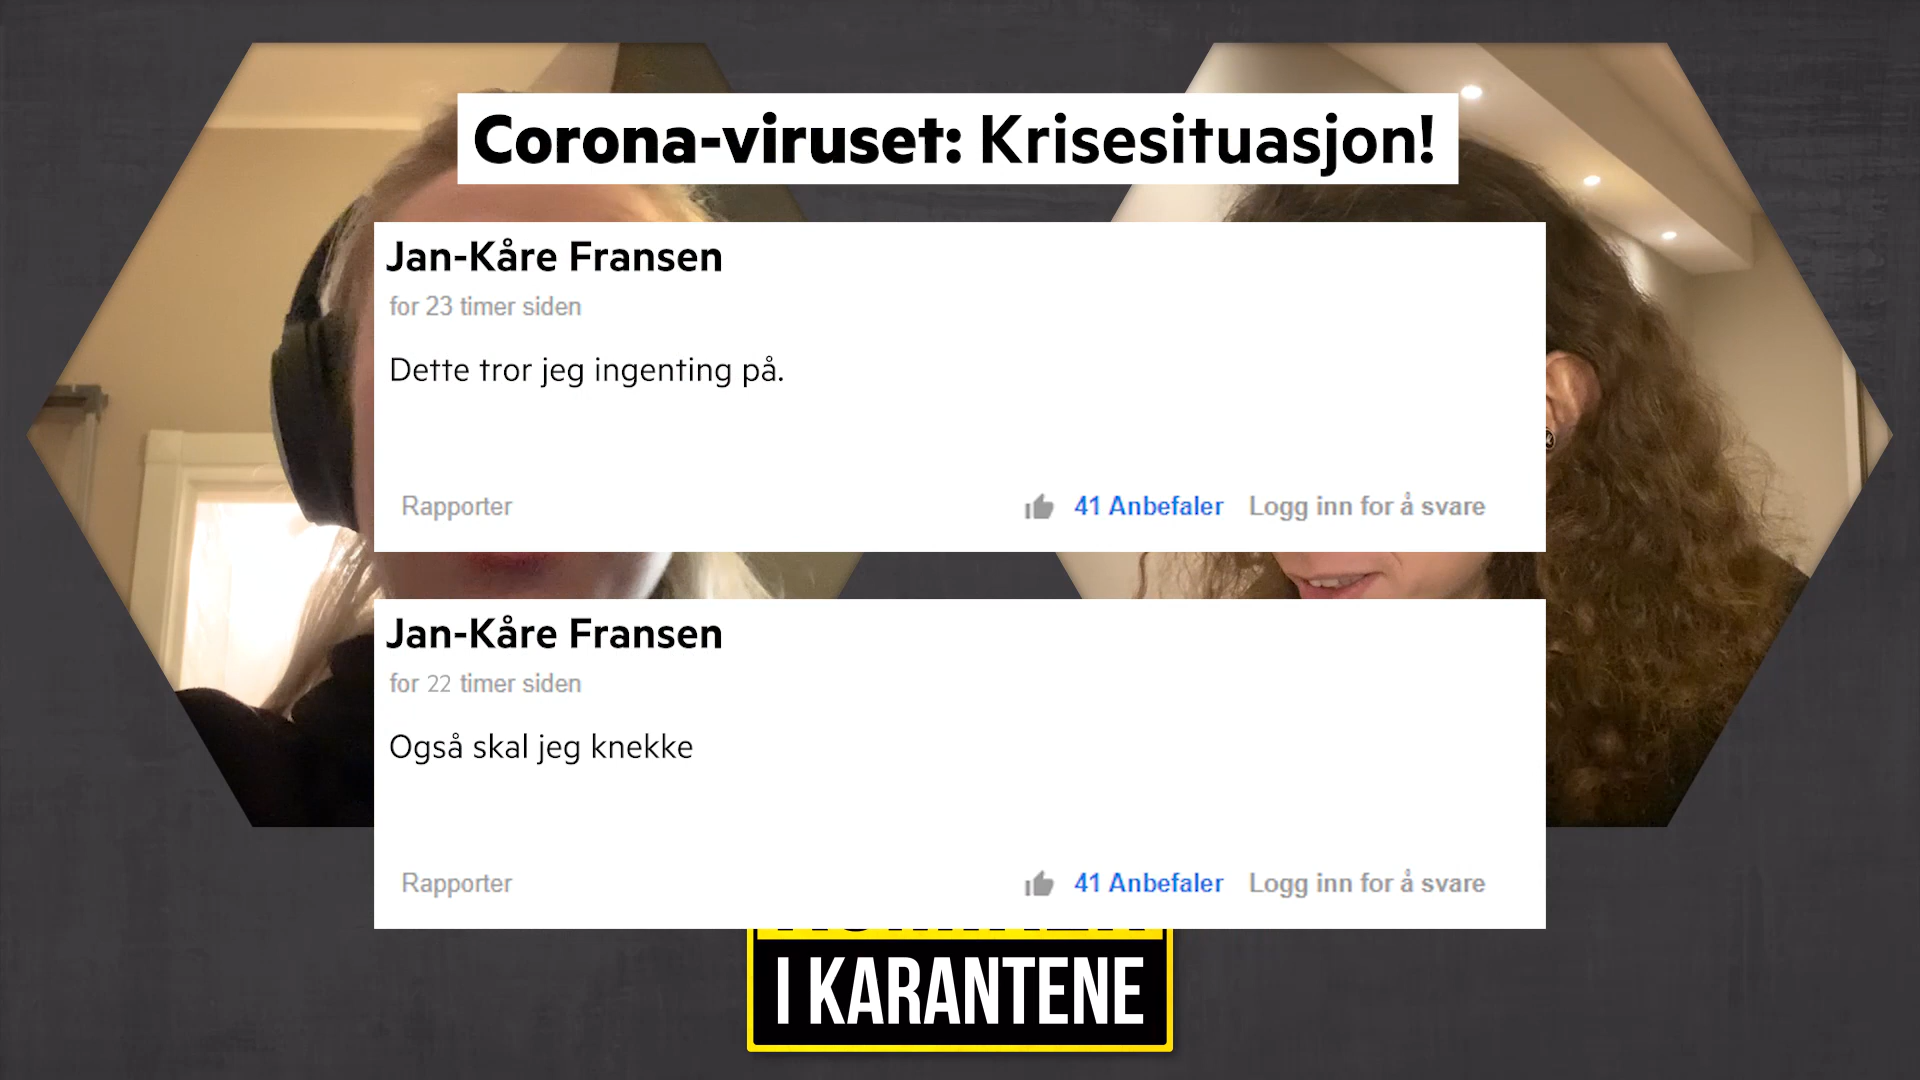 Corona-viruset: Krisesituasjon!
Jan-Kåre Fransen
for 23 timer siden
Dette tror jeg ingenting på.
Rapporter 41 Anbefaler Logg inn for å svare
Jan-Kåre Fransen
for 22 timer siden
Også skal jeg knekke
Rapporter 41 Anbefaler Logg inn for å svare
I KARANTENE